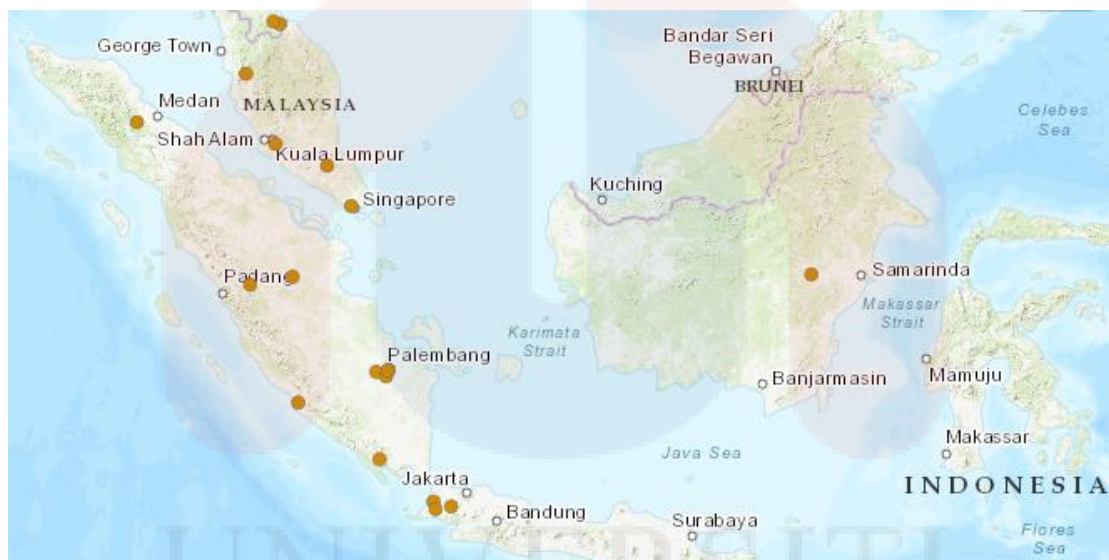 George Town
Bandar Seri
Begawan
BRUNEI
Medan
MALAYSIA
Celebes
Sea
Shah Alam
Kuala Lumpur
Kuching
Singapore
Padang
Samarinda
Makassar
Strait
Karimata
Strait
Palembang
Mamuju
Banjarmasin
Makassar
Java Sea
Jakarta
INDONESIA
Bandung
Surabaya
Flores
Sea
UNIVERSITI